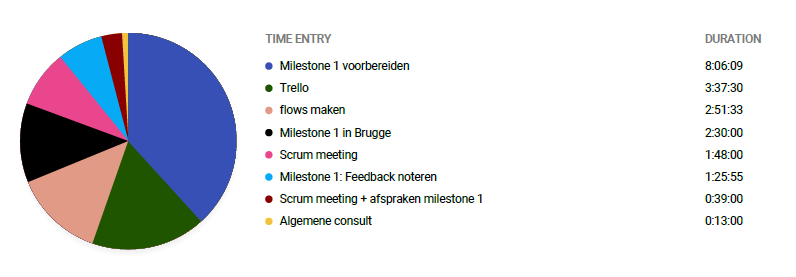 TIME ENTRY DURATION
Milestone 1 voorbereiden 8:06:09
Trello 3:37:30
flows maken 2:51:33
Milestone 1 in Brugge 2:30:00
Scrum meeting 1:48:00
Milestone 1: Feedback noteren 1:25:55
Scrum meeting + afspraken milestone 1 0:39:00
Algemene consult 0:13:00